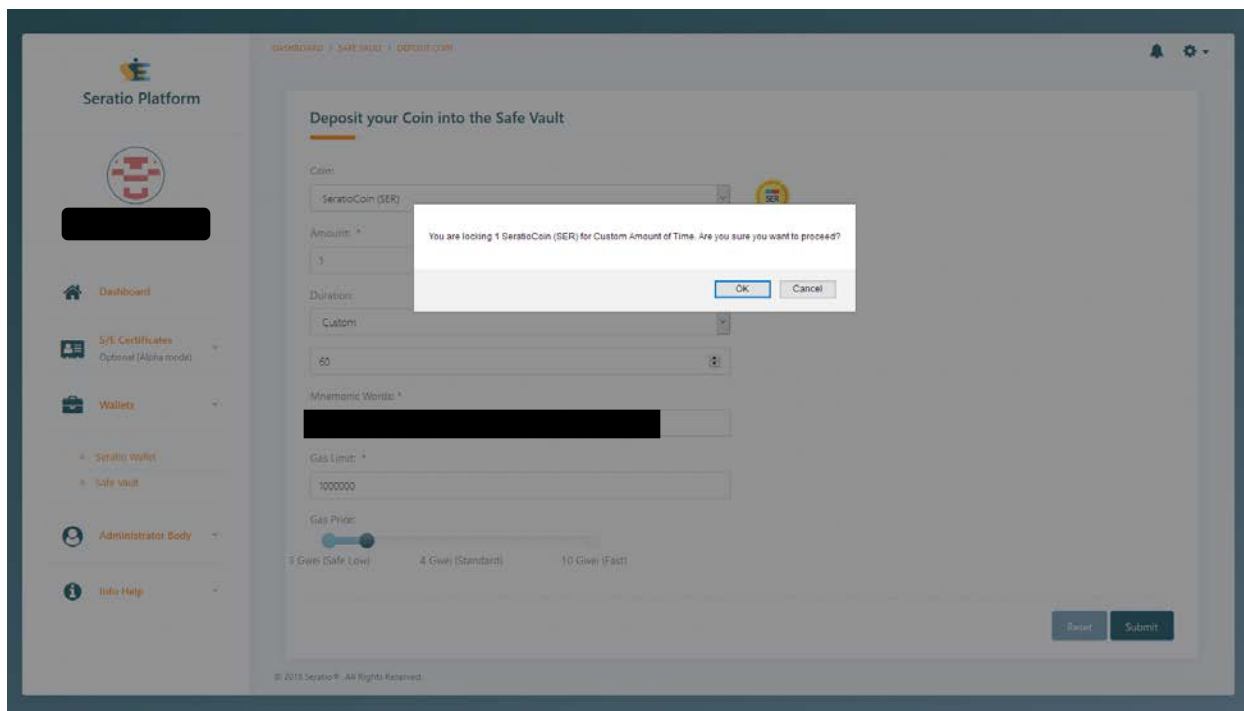 DASHBOARD / SAFE VAULT / DEPOSIT COIN
Seratio Platform
Dashboard
S/E Certificates
Optional (Alpha mode)
Wallets
Seratio Wallet
Safe Vault
Administrator Body
Info Help
Deposit your Coin into the Safe Vault
Coin:
SeratioCoin (SER)
SER
Amount: *
1
You are locking 1 SeratioCoin (SER) for Custom Amount of Time. Are you sure you want to proceed?
OK Cancel
Duration:
Custom
60
Mnemonic Words: *
Gas Limit: *
1000000
Gas Price:
3 Gwei (Safe Low) 4 Gwei (Standard) 10 Gwei (Fast)
Reset Submit
© 2018 Seratio®. All Rights Reserved.